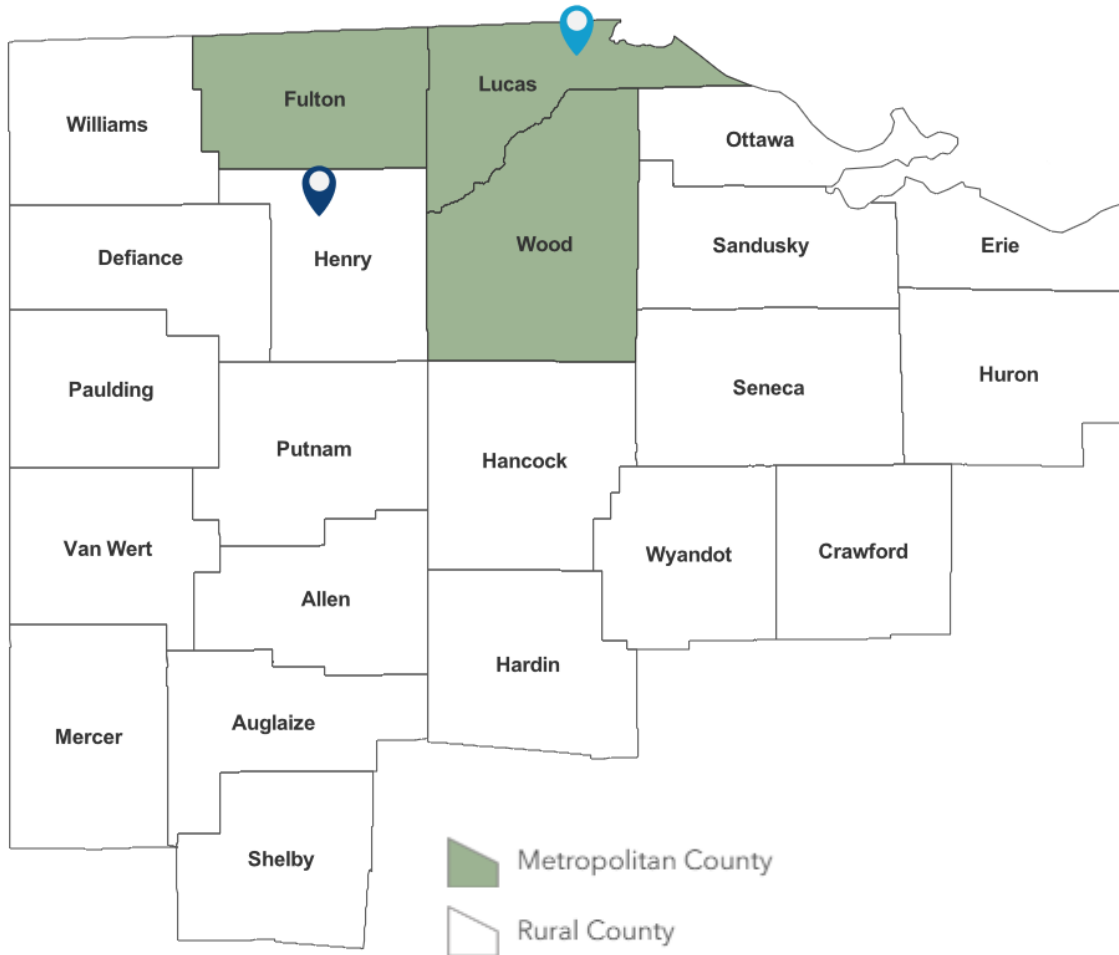 Lucas
Fulton
Williams
Ottawa
Wood
Sandusky
Erie
Defiance
Henry
Huron
Paulding
Seneca
Putnam
Hancock
Van Wert
Wyandot
Crawford
Allen
Hardin
Auglaize
Mercer
Shelby
Metropolitan County
Rural County